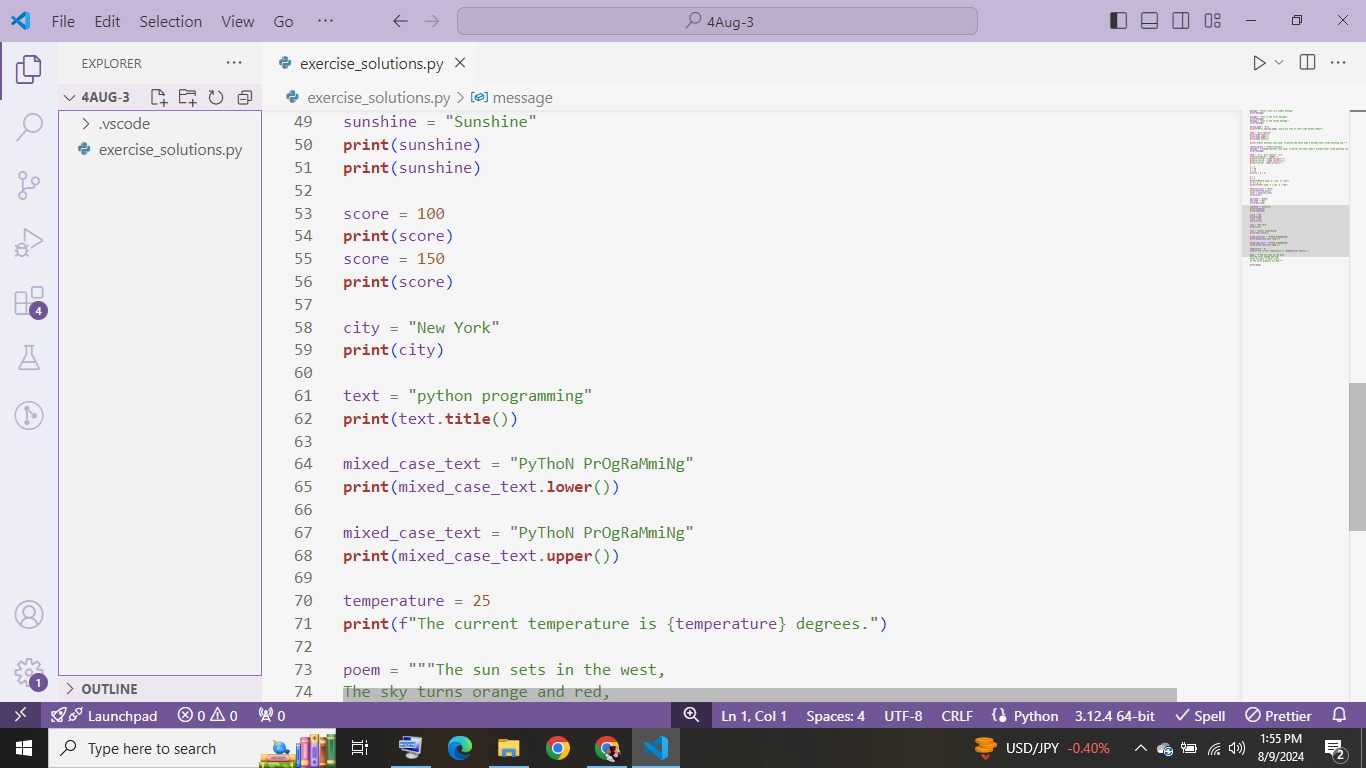 File Edit Selection View Go ··· 4Aug-3
EXPLORER ···
exercise_solutions.py
4AUG-3
exercise_solutions.py > message
.vscode
exercise_solutions.py
49 sunshine = "Sunshine"
50 print(sunshine)
51 print(sunshine)
52
53 score = 100
54 print(score)
55 score = 150
56 print(score)
57
58 city = "New York"
59 print(city)
60
61 text = "python programming"
62 print(text.title())
63
64 mixed_case_text = "PyThoN PrOgRaMmiNg"
65 print(mixed_case_text.lower())
66
67 mixed_case_text = "PyThoN PrOgRaMmiNg"
68 print(mixed_case_text.upper())
69
70 temperature = 25
71 print(f"The current temperature is {temperature} degrees.")
72
73 poem = """The sun sets in the west,
74 The sky turns orange and red,
4
1
OUTLINE
Launchpad 0 0 0 Ln 1, Col 1 Spaces: 4 UTF-8 CRLF Python 3.12.4 64-bit Spell Prettier
Type here to search USD/JPY -0.40% 1:55 PM
8/9/2024
2